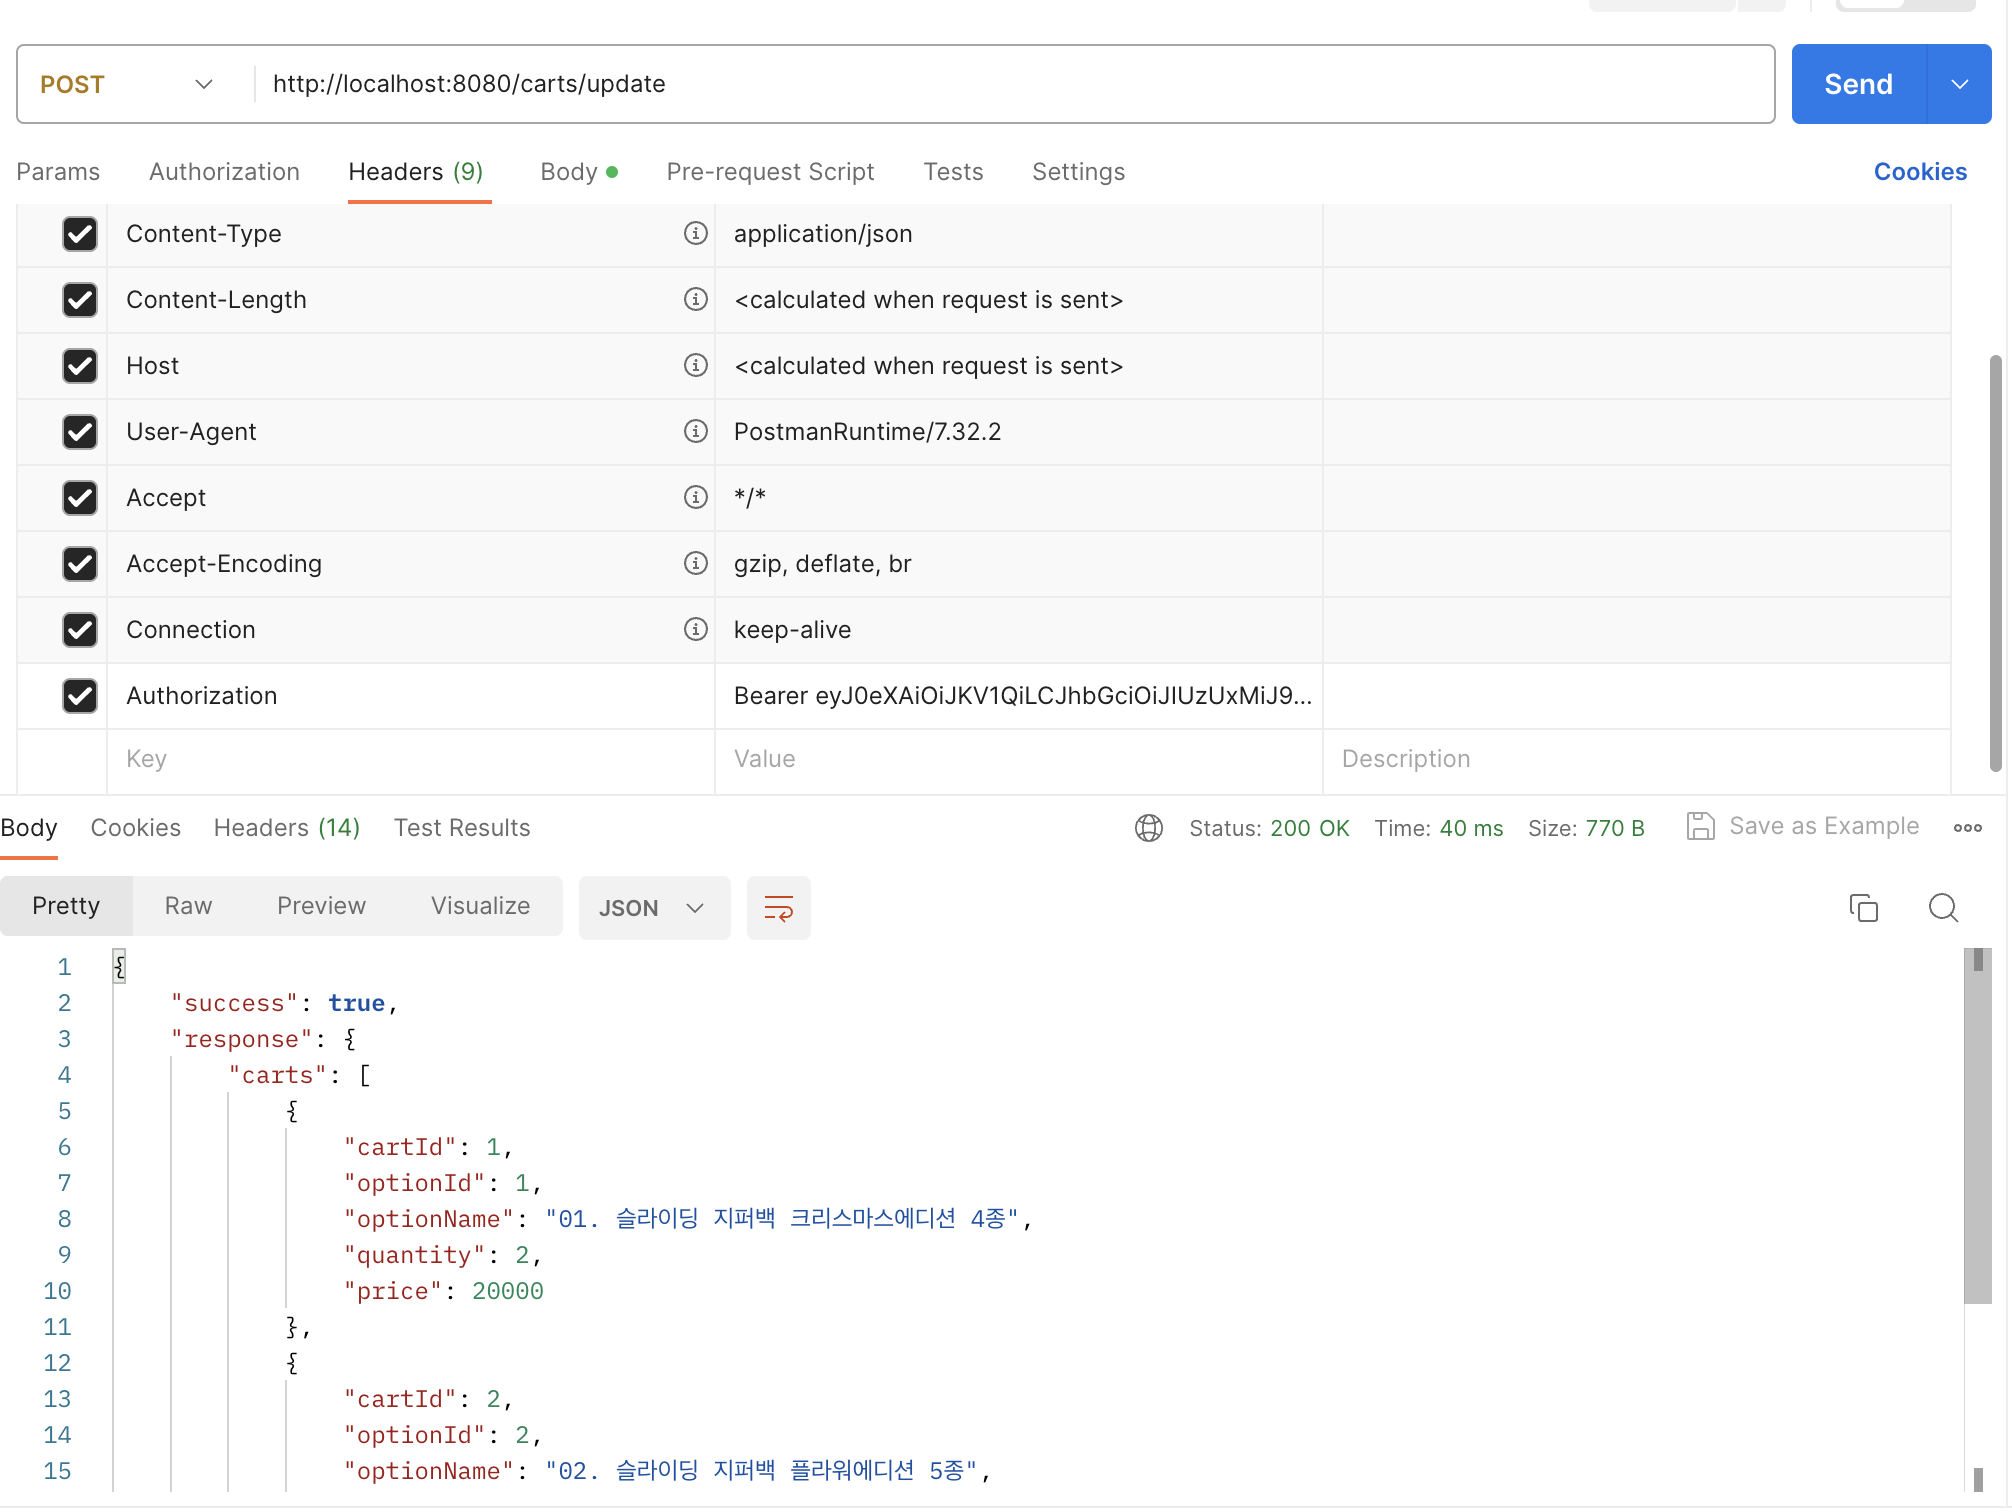 POST http://localhost:8080/carts/update Send
Params Authorization Headers (9) Body Pre-request Script Tests Settings Cookies
Content-Type application/json
Content-Length <calculated when request is sent>
Host <calculated when request is sent>
User-Agent PostmanRuntime/7.32.2
Accept */*
Accept-Encoding gzip, deflate, br
Connection keep-alive
Authorization Bearer eyJ0eXAiOiJKV1QiLCJhbGciOiJIUzUxMiJ9...
Key Value Description
Body Cookies Headers (14) Test Results Status: 200 OK Time: 40 ms Size: 770 B Save as Example
Pretty Raw Preview Visualize JSON
1 {
2 "success": true,
3 "response": {
4 "carts": [
5 {
6 "cartId": 1,
7 "optionId": 1,
8 "optionName": "01. 슬라이딩 지퍼백 크리스마스에디션 4종",
9 "quantity": 2,
10 "price": 20000
11 },
12 {
13 "cartId": 2,
14 "optionId": 2,
15 "optionName": "02. 슬라이딩 지퍼백 플라워에디션 5종",